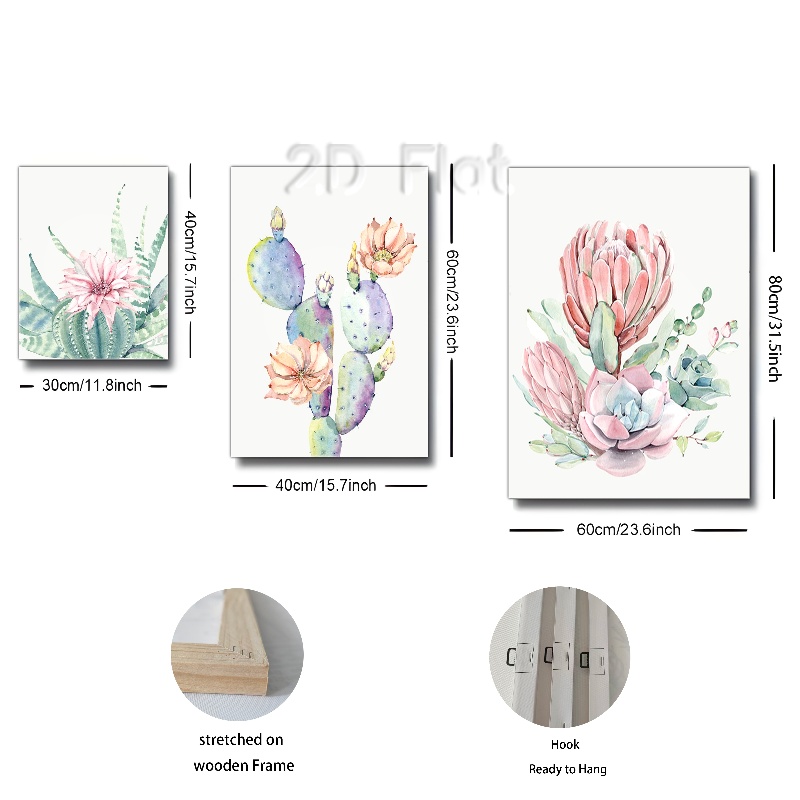 2D Flat
40cm/15.7inch
30cm/11.8inch
60cm/23.6inch
40cm/15.7inch
80cm/31.5inch
60cm/23.6inch
stretched on
wooden Frame
Hook
Ready to Hang